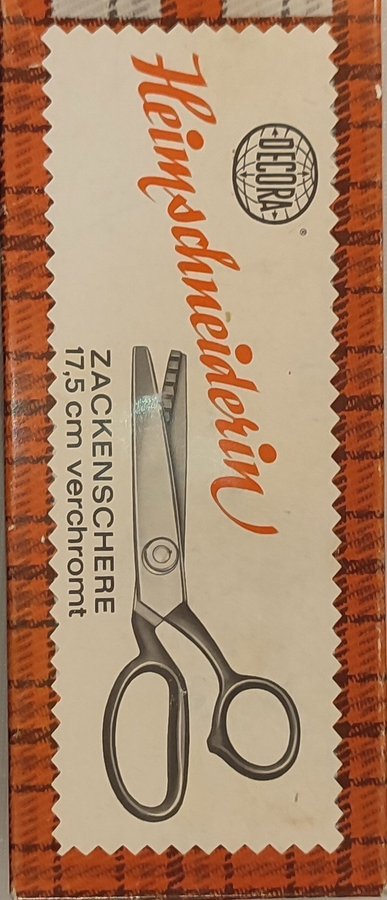 DECORA
®
Heimschneiderin
ZACKENSCHERE
17,5 cm verchromt